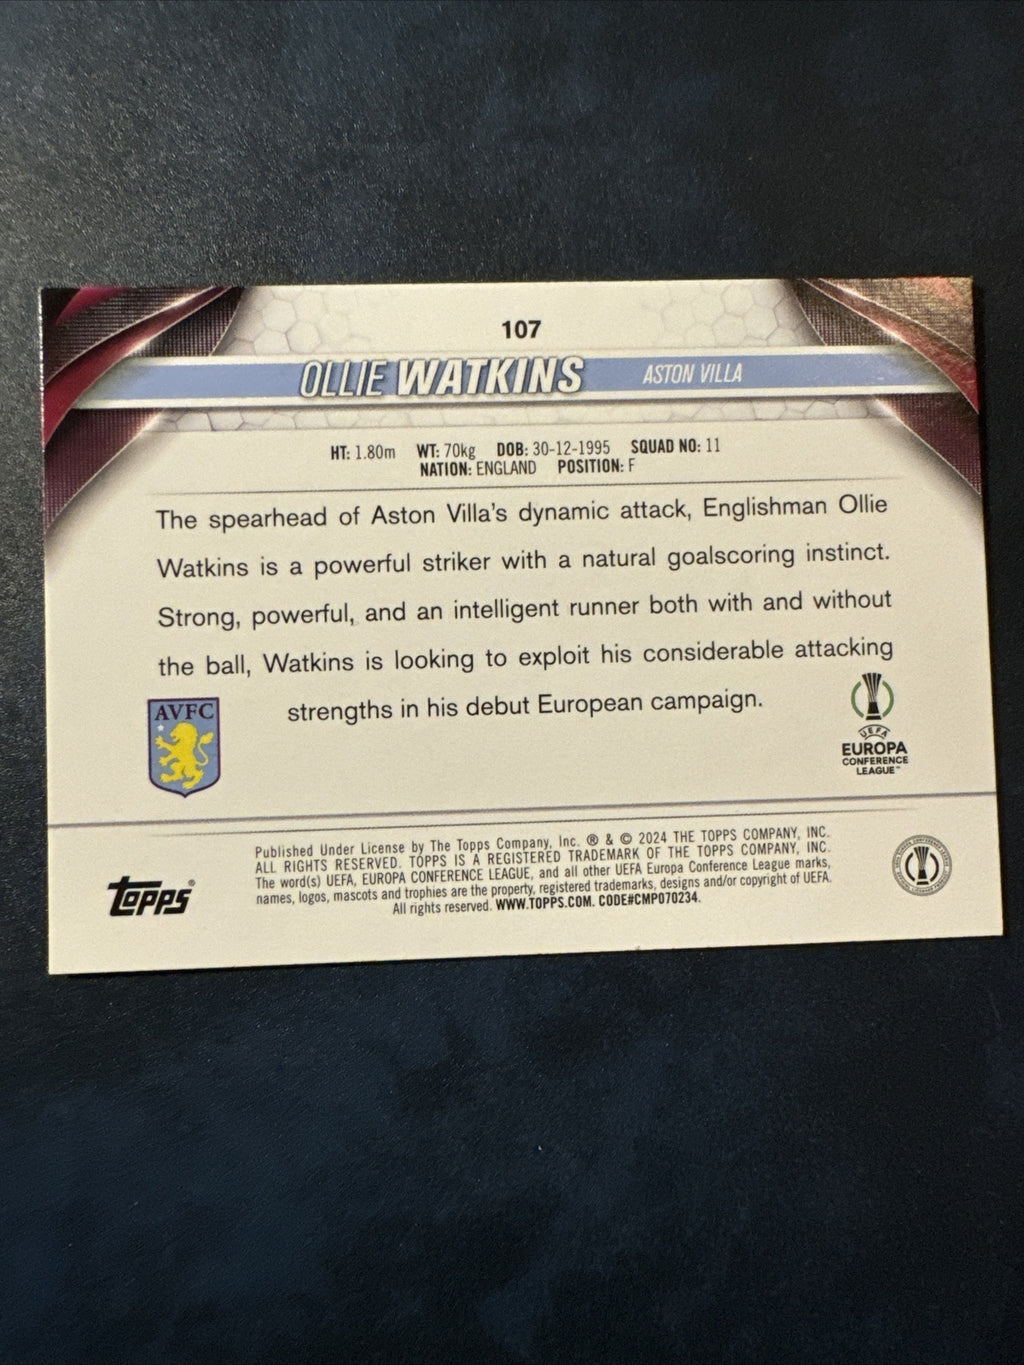 107
OLLIE WATKINS ASTON VILLA
HT: 1.80m WT: 70kg DOB: 30-12-1995 SQUAD NO: 11
NATION: ENGLAND POSITION: F
The spearhead of Aston Villa's dynamic attack, Englishman Ollie
Watkins is a powerful striker with a natural goalscoring instinct.
Strong, powerful, and an intelligent runner both with and without
the ball, Watkins is looking to exploit his considerable attacking
strengths in his debut European campaign.
AVFC
UEFA
EUROPA
CONFERENCE
LEAGUE™
Published Under License by The Topps Company, Inc. ® & © 2024 THE TOPPS COMPANY, INC.
ALL RIGHTS RESERVED. TOPPS IS A REGISTERED TRADEMARK OF THE TOPPS COMPANY, INC.
The word(s) UEFA, EUROPA CONFERENCE LEAGUE, and all other UEFA Europa Conference League marks,
names, logos, mascots and trophies are the property, registered trademarks, designs and/or copyright of UEFA.
All rights reserved. WWW.TOPPS.COM. CODE#CMP070234.
topps®